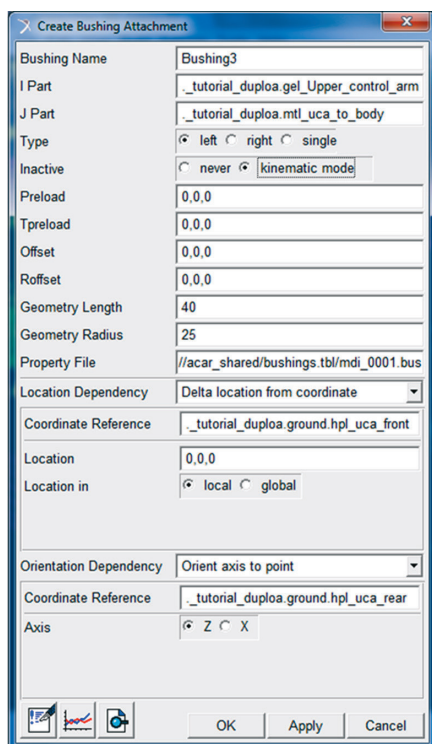 Create Bushing Attachment
Bushing Name Bushing3
I Part ._tutorial_duploa.gel_Upper_control_arm
J Part ._tutorial_duploa.mtl_uca_to_body
Type left right single
Inactive never kinematic mode
Preload 0,0,0
Tpreload 0,0,0
Offset 0,0,0
Roffset 0,0,0
Geometry Length 40
Geometry Radius 25
Property File //acar_shared/bushings.tbl/mdi_0001.bus
Location Dependency Delta location from coordinate
Coordinate Reference ._tutorial_duploa.ground.hpl_uca_front
Location 0,0,0
Location in local global
Orientation Dependency Orient axis to point
Coordinate Reference ._tutorial_duploa.ground.hpl_uca_rear
Axis Z X
OK Apply Cancel